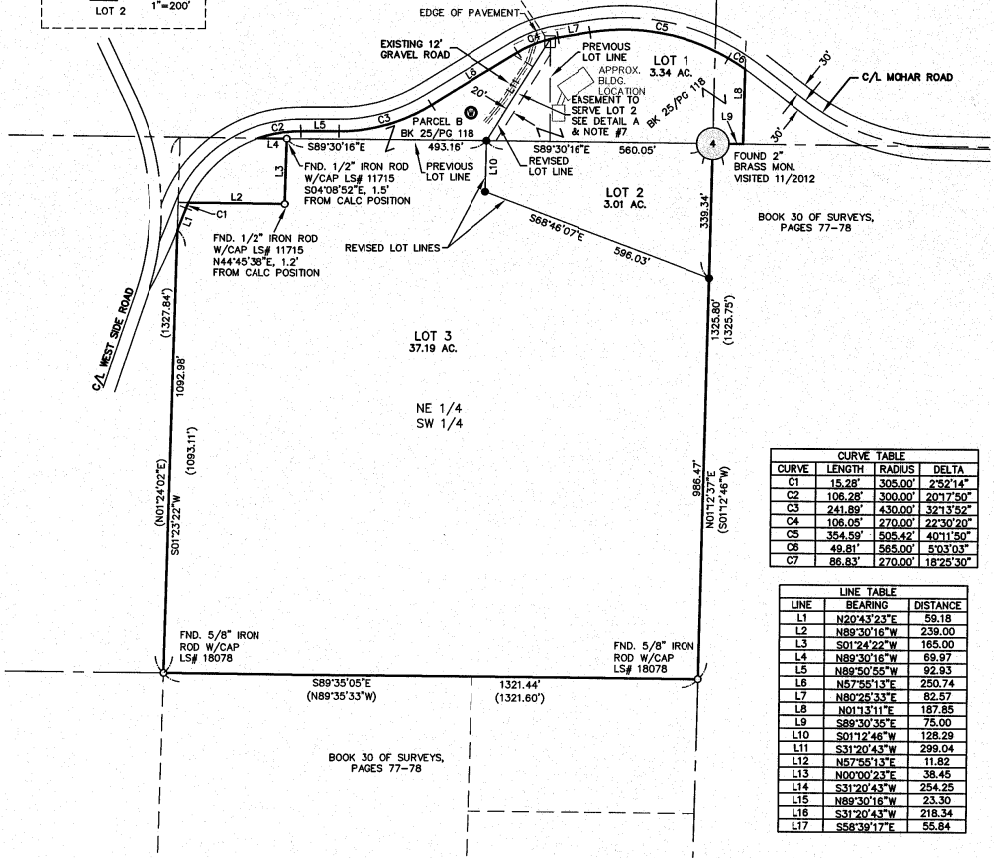 LOT 2
1"=200'
EDGE OF PAVEMENT
EXISTING 12'
GRAVEL ROAD
C4
L7
C5
PREVIOUS
LOT LINE
LOT 1
3.34 AC.
C6
30'
C/L MOHAR ROAD
L6
L11
20'
APPROX.
BLDG.
LOCATION
L8
EASEMENT TO
SERVE LOT 2
SEE DETAIL A
& NOTE #7
BK 25/PG 118
L9
30'
C2
L5
C3
PARCEL B
BK 25/PG 118
W
L4
S89°30'16"E
493.16'
S89°30'16"E
560.05'
4
PREVIOUS
LOT LINE
REVISED
LOT LINE
L10
L3
FND. 1/2" IRON ROD
W/CAP LS# 11715
S04°08'52"E, 1.5'
FROM CALC POSITION
FOUND 2"
BRASS MON.
VISITED 11/2012
L2
L1
C1
LOT 2
3.01 AC.
339.34'
BOOK 30 OF SURVEYS,
PAGES 77-78
FND. 1/2" IRON ROD
W/CAP LS# 11715
N44°45'38"E, 1.2'
FROM CALC POSITION
REVISED LOT LINES
S68°46'07"E
596.03'
C/L WEST SIDE ROAD
(1327.84')
1092.98'
(1093.11')
(N01°24'02"E)
S01°23'22"W
LOT 3
37.19 AC.
NE 1/4
SW 1/4
1325.80'
(1325.75')
986.47'
N01°12'37"E
(S01°12'46"W)
FND. 5/8" IRON
ROD W/CAP
LS# 18078
FND. 5/8" IRON
ROD W/CAP
LS# 18078
S89°35'05"E
(N89°35'33"W)
1321.44'
(1321.60')
BOOK 30 OF SURVEYS,
PAGES 77-78
CURVE TABLE
CURVE LENGTH RADIUS DELTA
C1 15.28' 305.00' 2°52'14"
C2 106.28' 300.00' 20°17'50"
C3 241.89' 430.00' 32°13'52"
C4 106.05' 270.00' 22°30'20"
C5 354.59' 505.42' 40°11'50"
C6 49.81' 565.00' 5°03'03"
C7 86.83' 270.00' 18°25'30"
LINE TABLE
LINE BEARING DISTANCE
L1 N20°43'23"E 59.18
L2 N89°30'16"W 239.00
L3 S01°24'22"W 165.00
L4 N89°30'16"W 69.97
L5 N89°50'55"W 92.93
L6 N57°55'13"E 250.74
L7 N80°25'33"E 82.57
L8 N01°13'11"E 187.85
L9 S89°30'35"E 75.00
L10 S01°12'46"W 128.29
L11 S31°20'43"W 299.04
L12 N57°55'13"E 11.82
L13 N00°00'23"E 38.45
L14 S31°20'43"W 254.25
L15 N89°30'16"W 23.30
L16 S31°20'43"W 218.34
L17 S58°39'17"E 55.84